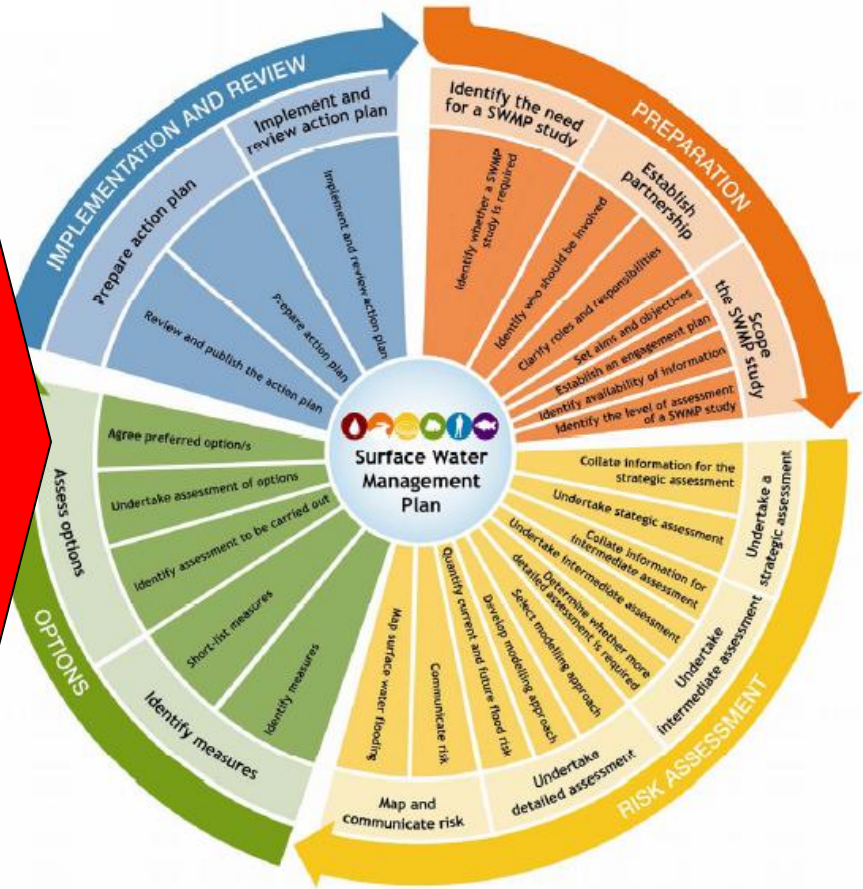 PREPARATION
Identify the need
for a SWMP study
Identify whether a SWMP
study is required
Establish
partnership
Identify who should be involved
Clarify roles and responsibilities
Scope
the SWMP study
Set aims and objectives
Establish an engagement plan
Identify availability of information
Identify the level of assessment
of a SWMP study
RISK ASSESSMENT
Undertake a
strategic assessment
Collate information for the
strategic assessment
Undertake stategic assessment
Undertake
intermediate assessment
Collate information for
intermediate assessment
Undertake intermediate assessment
Determine whether more
detailed assessment is required
Undertake
detailed assessment
Select modelling approach
Develop modelling approach
Quantify current and future flood risk
Map and
communicate risk
Communicate risk
Map surface water flooding
OPTIONS
Identify measures
Identify measures
Short-list measures
Assess options
Identify assessment to be carried out
Undertake assessment of options
Agree preferred option/s
IMPLEMENTATION AND REVIEW
Prepare action plan
Review and publish the action plan
Prepare action plan
Implement and
review action plan
Implement and review action plan
Surface Water
Management
Plan